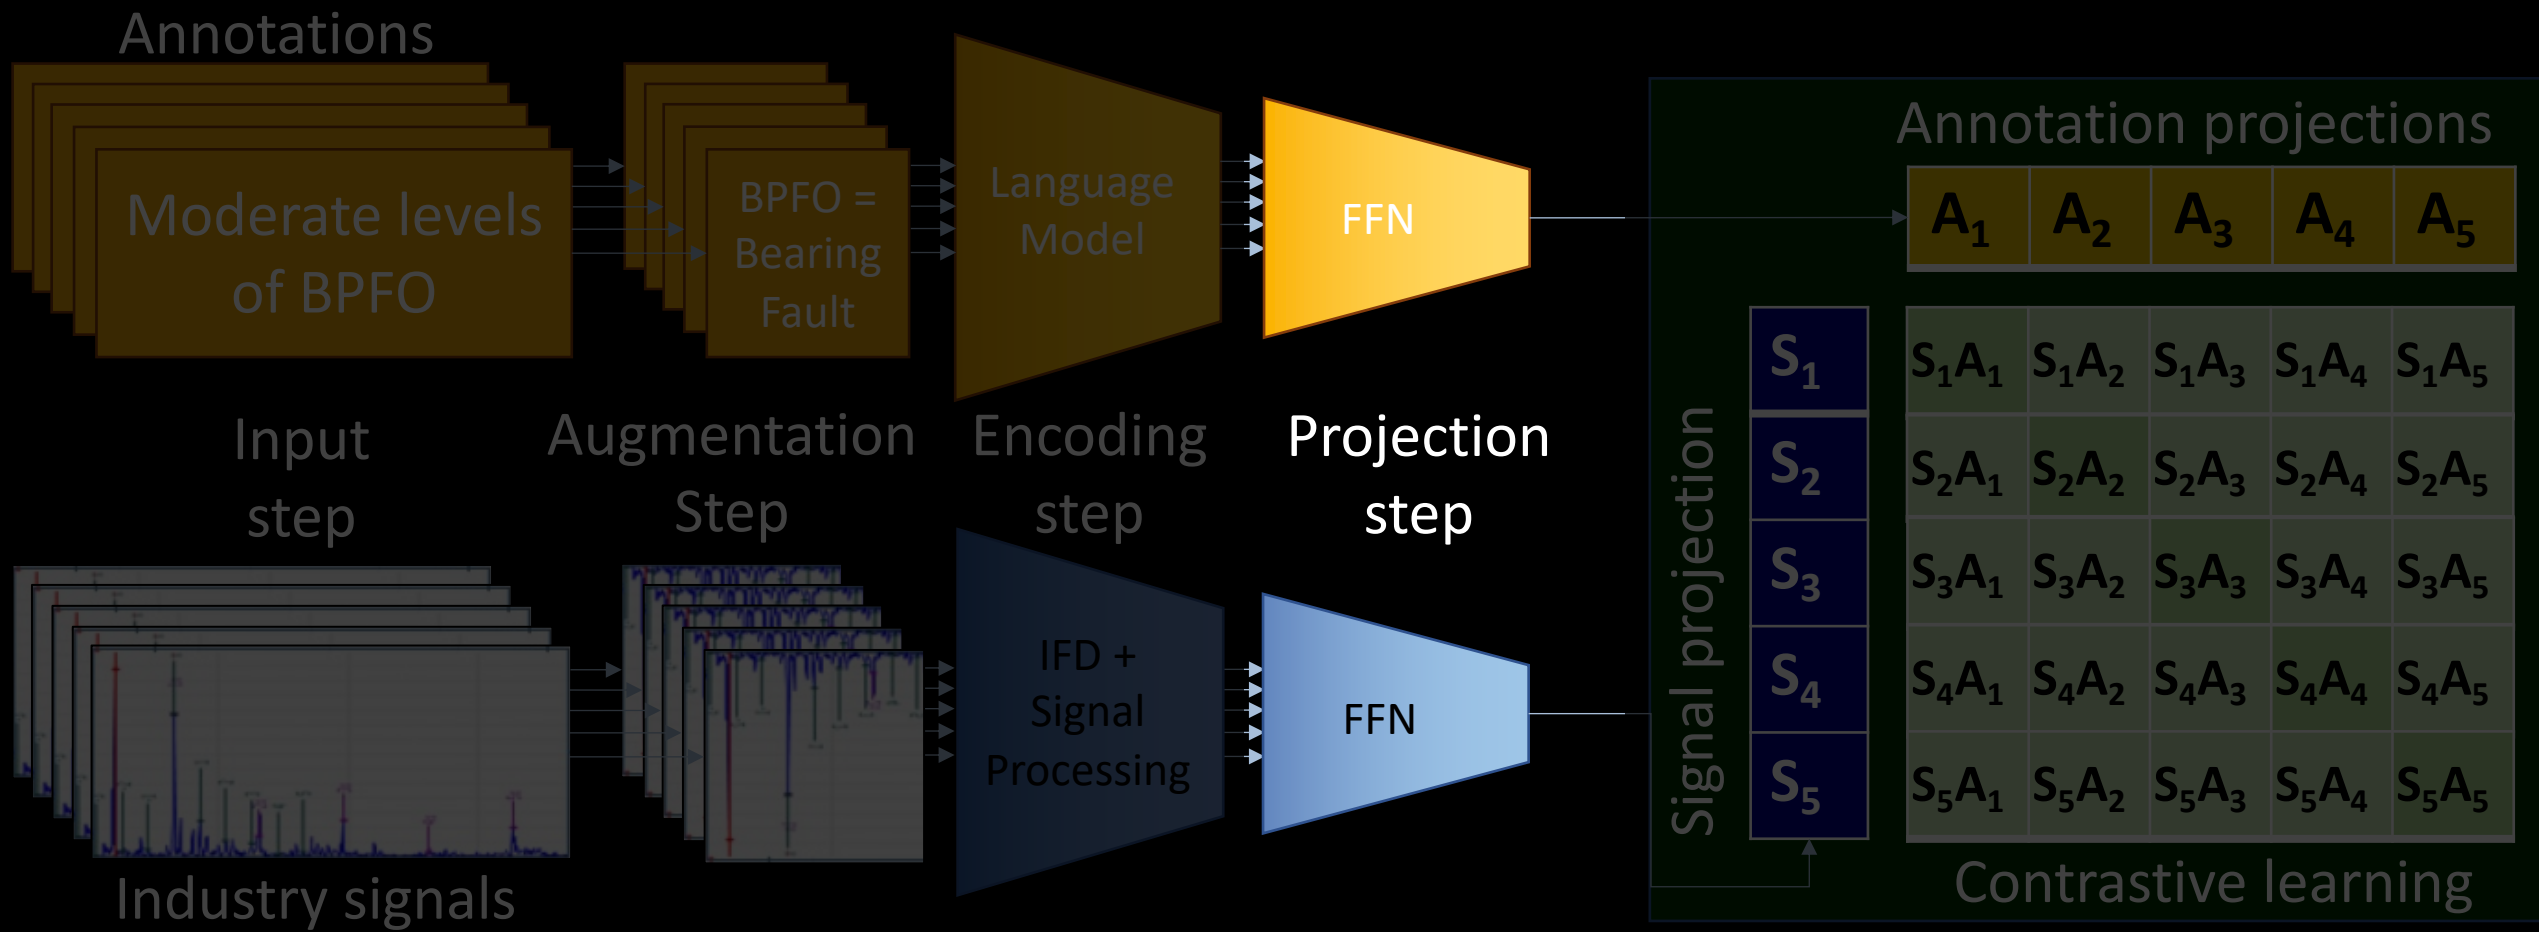 Annotations
Moderate levels
of BPFO
BPFO =
Bearing
Fault
Language
Model
FFN
Annotation projections
A1 A2 A3 A4 A5
Input
step
Augmentation
Step
Encoding
step
Projection
step
Signal projection
S1
S2
S3
S4
S5
S1A1 S1A2 S1A3 S1A4 S1A5
S2A1 S2A2 S2A3 S2A4 S2A5
S3A1 S3A2 S3A3 S3A4 S3A5
S4A1 S4A2 S4A3 S4A4 S4A5
S5A1 S5A2 S5A3 S5A4 S5A5
IFD +
Signal
Processing
FFN
Industry signals
Contrastive learning